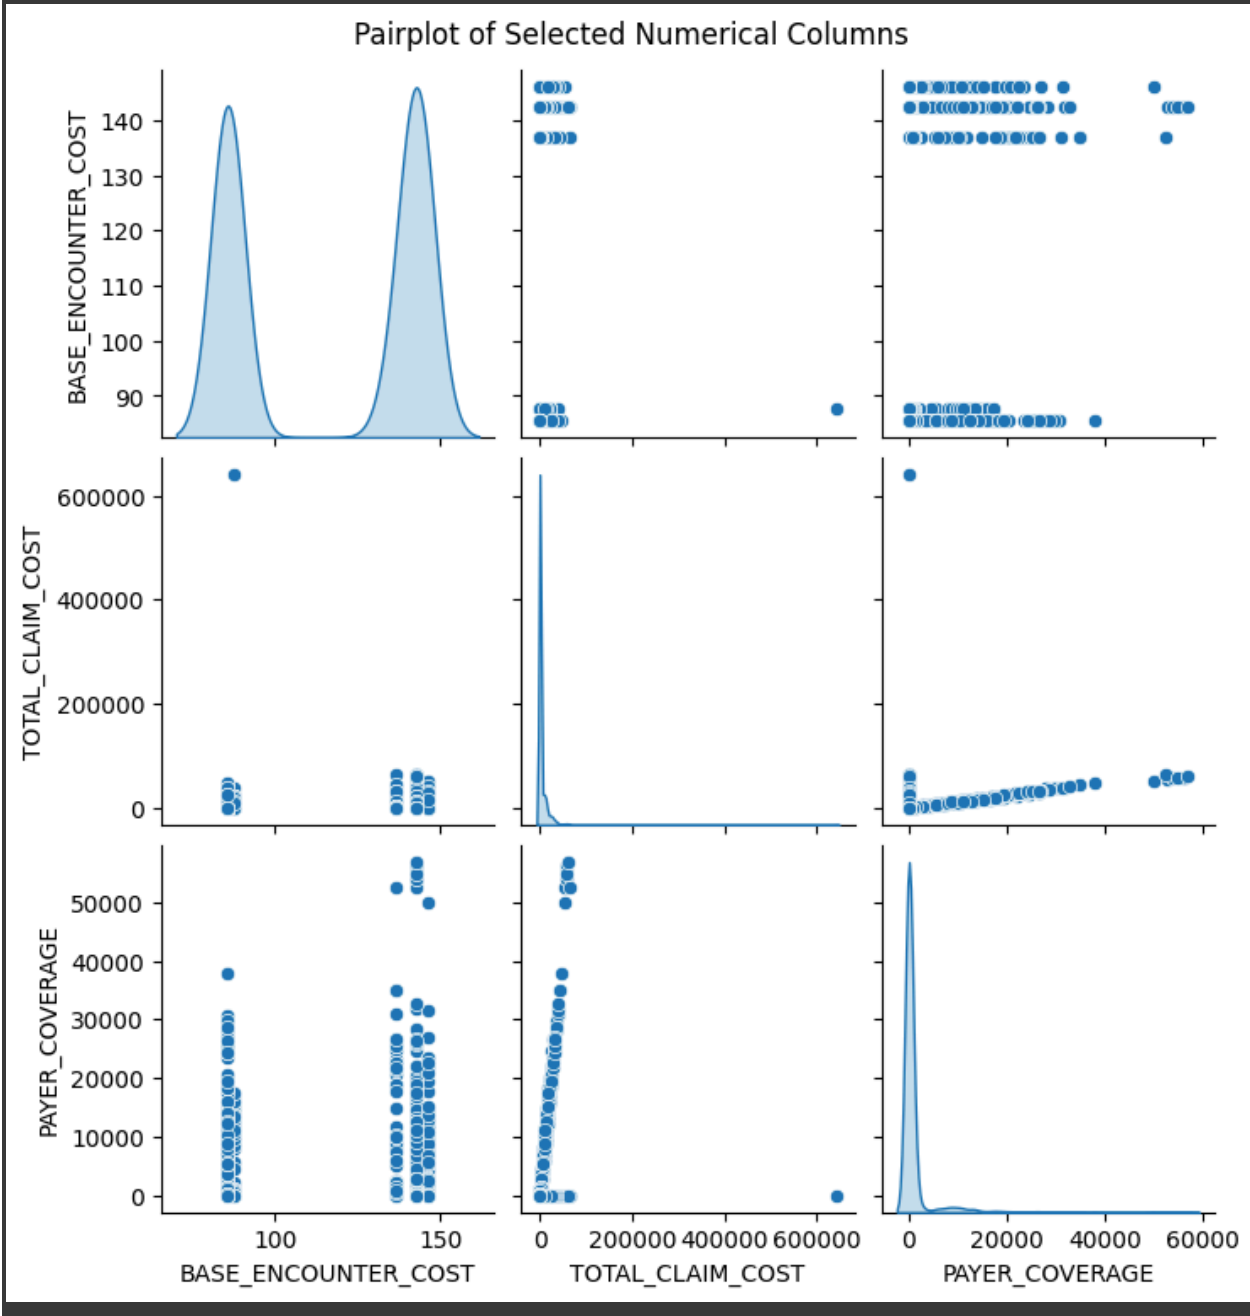 Pairplot of Selected Numerical Columns
BASE_ENCOUNTER_COST
140
130
120
110
100
90
TOTAL_CLAIM_COST
600000
400000
200000
0
PAYER_COVERAGE
50000
40000
30000
20000
10000
0
100 150
0 200000 400000 600000
0 20000 40000 60000
BASE_ENCOUNTER_COST
TOTAL_CLAIM_COST
PAYER_COVERAGE